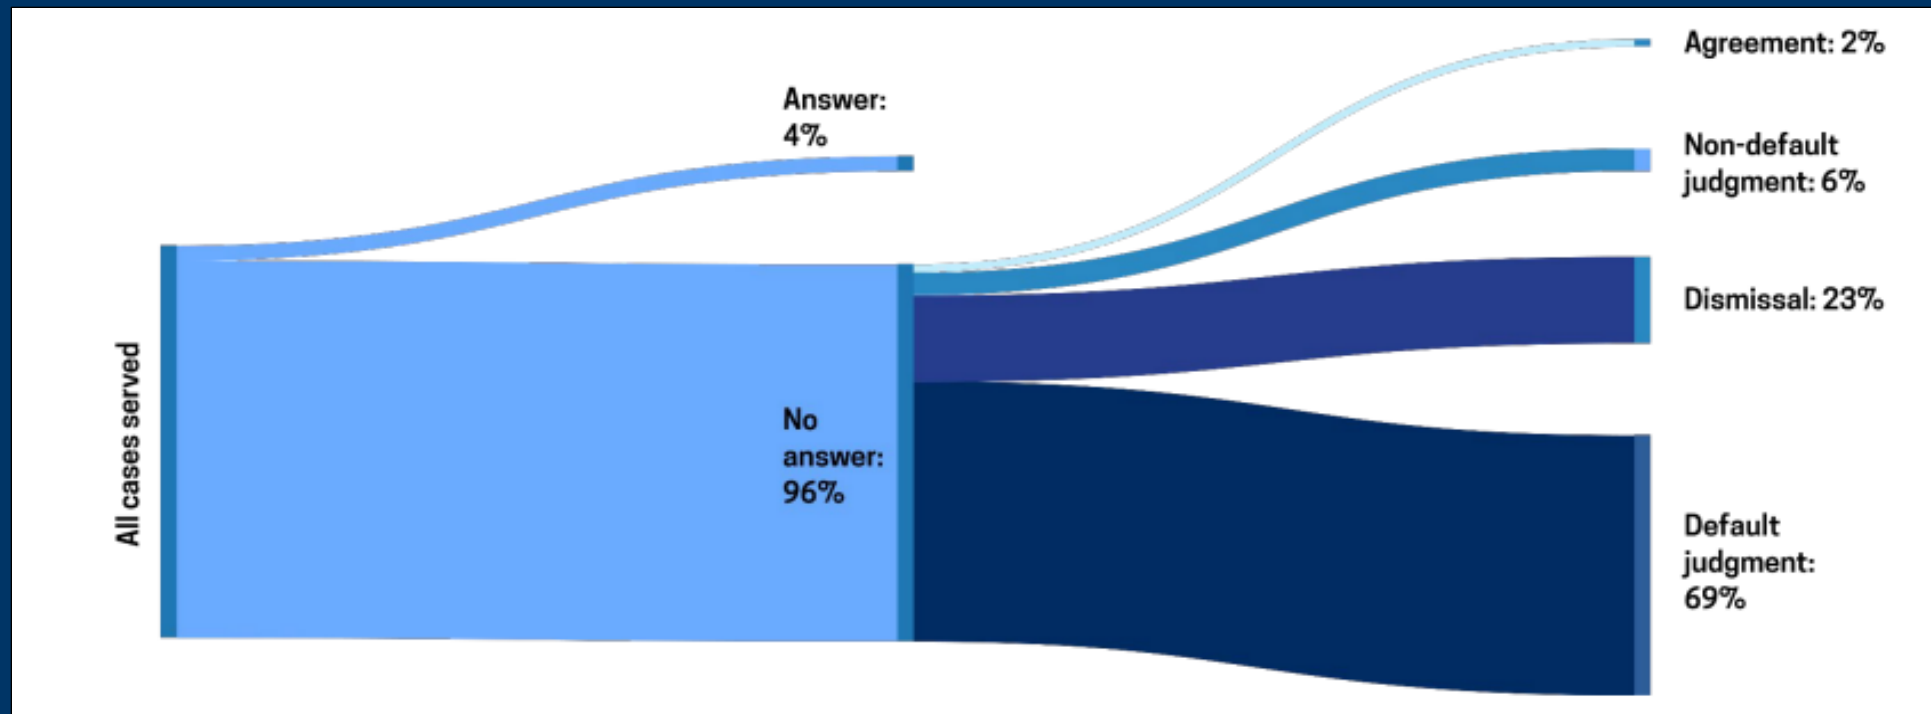 All cases served
Answer:
4%
No
answer:
96%
Agreement: 2%
Non-default
judgment: 6%
Dismissal: 23%
Default
judgment:
69%